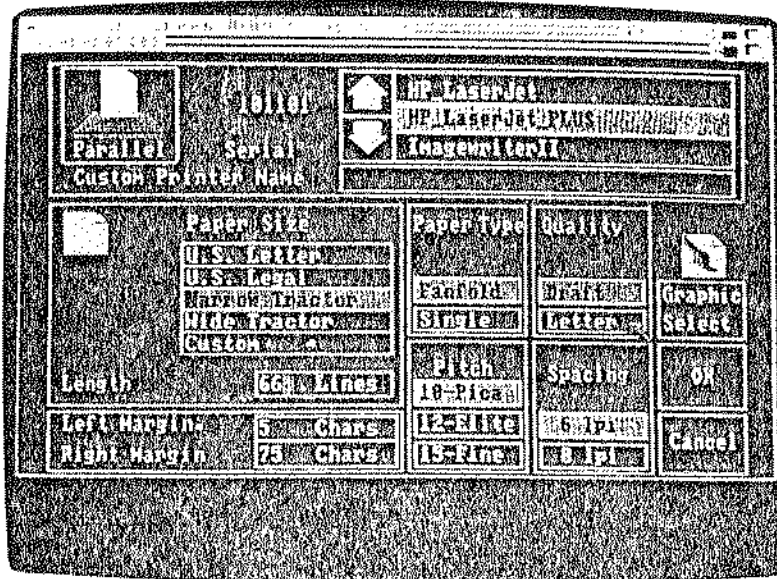 101101
HP_LaserJet
HP_LaserJet_PLUS
ImagewriterII
Parallel
Serial
Custom Printer Name
Paper Size
U.S. Letter
U.S. Legal
Narrow Tractor
Wide Tractor
Custom
Length
66 Lines
Left Margin
5 Chars
Right Margin
75 Chars
Paper Type
Fanfold
Single
Quality
Draft
Letter
Pitch
10-Pica
12-Elite
15-Fine
Spacing
6 lpi
8 lpi
Graphic
Select
OK
Cancel